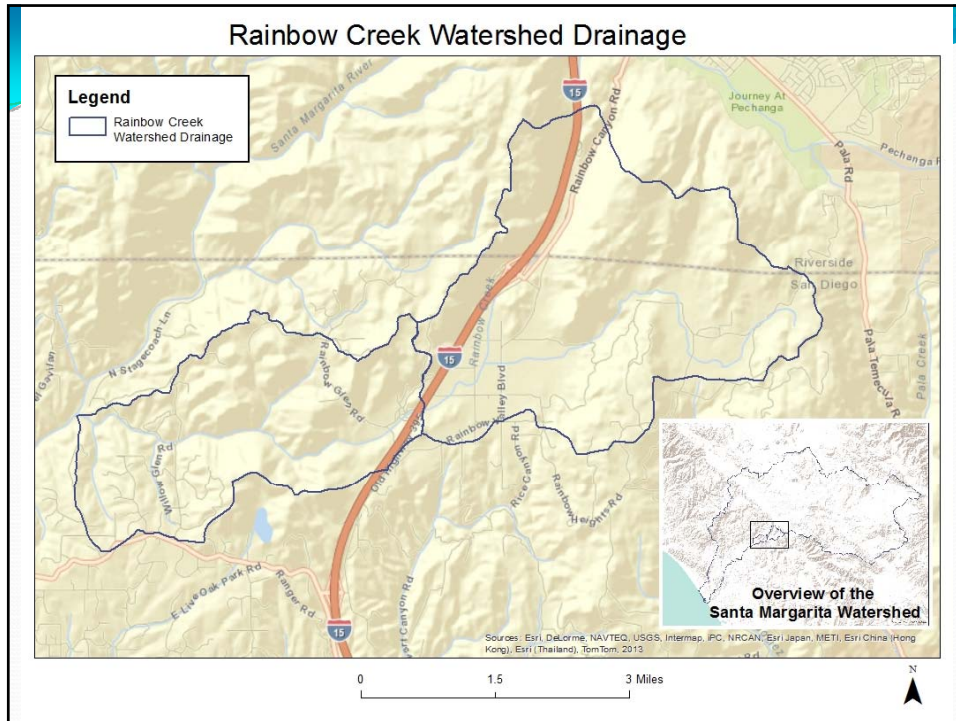 Rainbow Creek Watershed Drainage
Legend
Rainbow Creek
Watershed Drainage
Santa Margarita River
15
Rainbow Canyon Rd
Journey At
Pechanga
Pala Rd
Pechanga
Riverside
San Diego
N Stagecoach Ln
Rainbow Creek
15
Rainbow Glen Rd
Gavilan
Pala Temecula R
Pala Creek
Old Highway 395
Rainbow Valley Blvd
Willow Glen Rd
Rice Canyon Rd
Rainbow Heights Rd
E Live Oak Park Rd
Ranger Rd
15
Canyon Rd
Overview of the
Santa Margarita Watershed
Sources: Esri, DeLorme, NAVTEQ, USGS, Intermap, iPC, NRCAN, Esri Japan, METI, Esri China (Hong
Kong), Esri (Thailand), TomTom, 2013
0 1.5 3 Miles
N